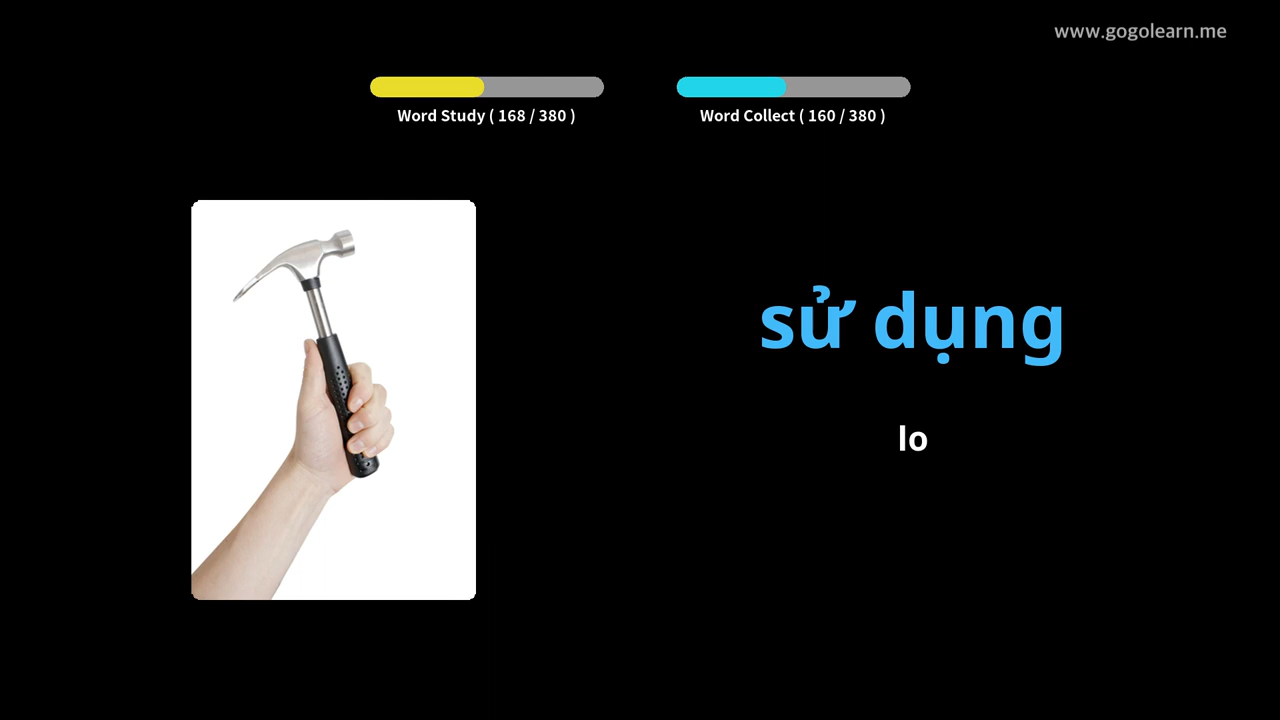 www.gogolearn.me
Word Study ( 168 / 380 )
Word Collect ( 160 / 380 )
sử dụng
lo